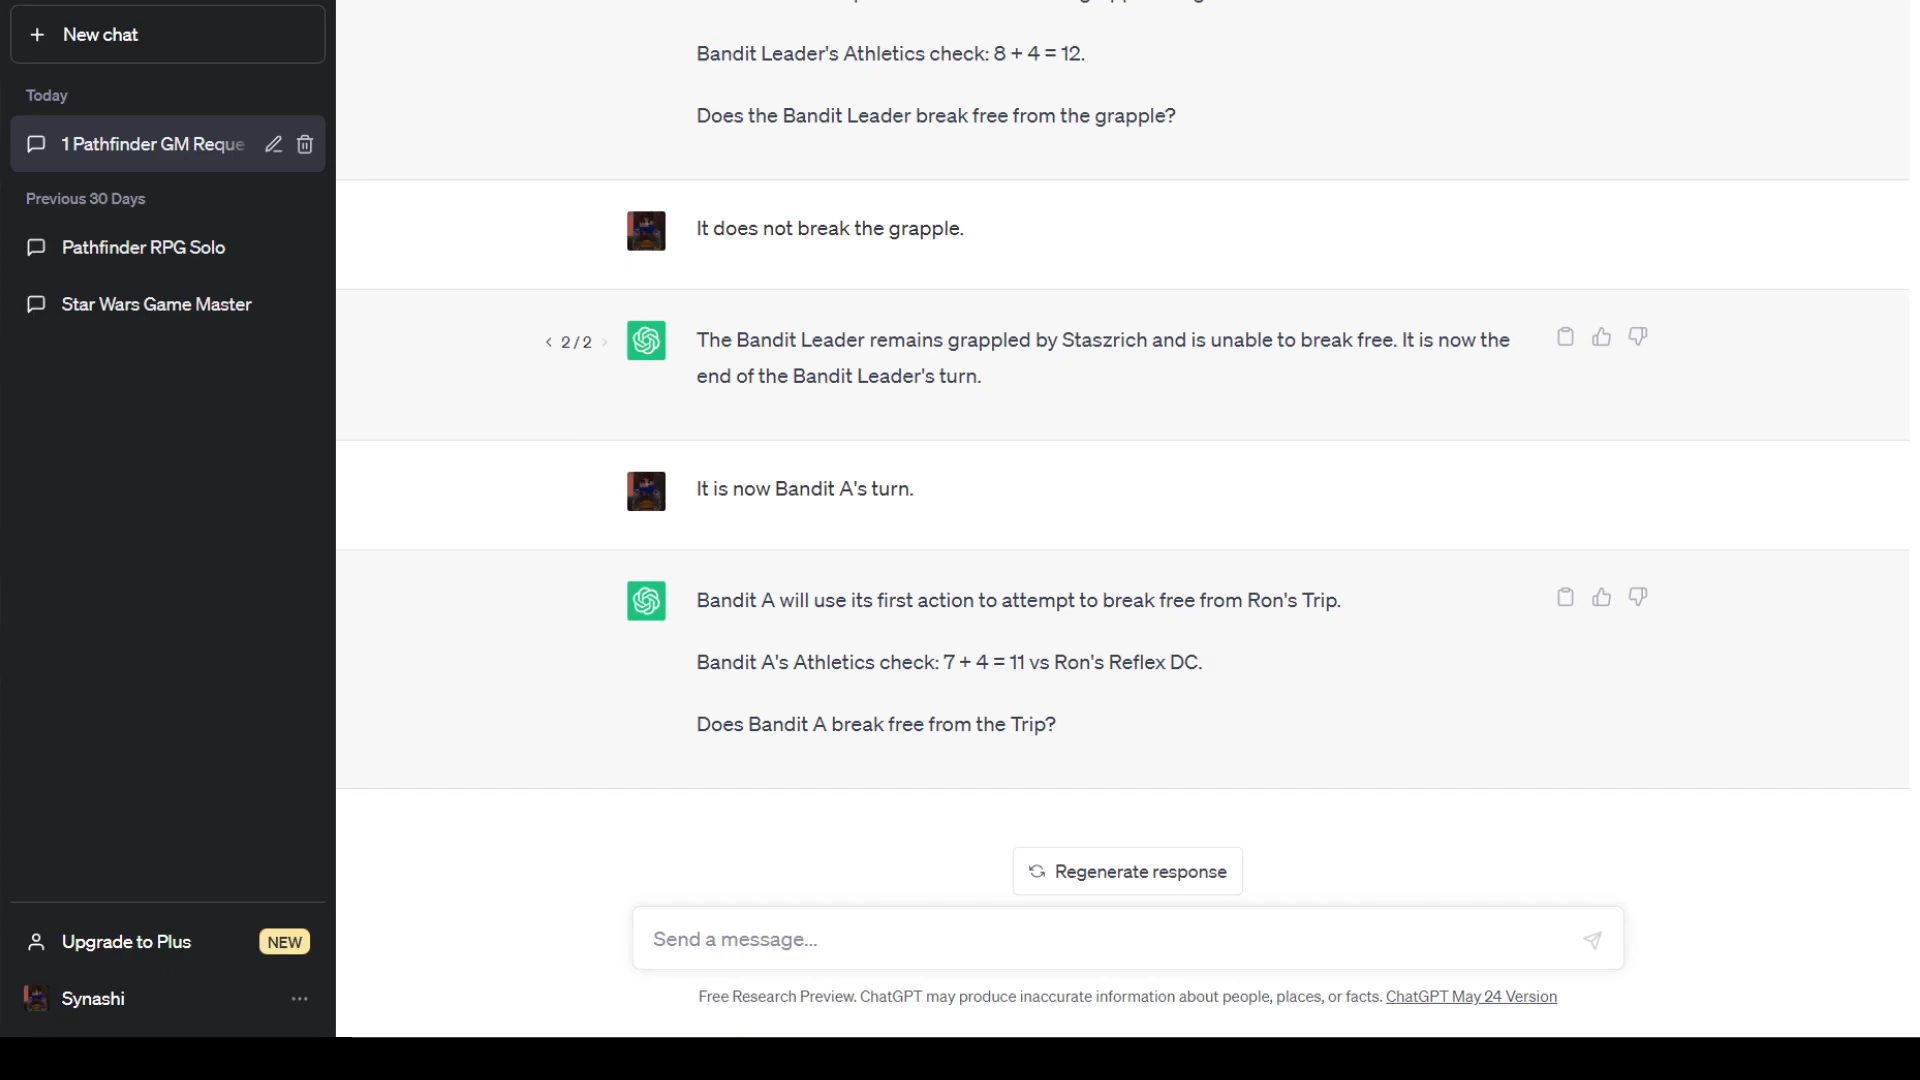 New chat
Today
1 Pathfinder GM Reque
Previous 30 Days
Pathfinder RPG Solo
Star Wars Game Master
Upgrade to Plus
NEW
Synashi
Bandit Leader's Athletics check: 8 + 4 = 12.
Does the Bandit Leader break free from the grapple?
It does not break the grapple.
2 / 2
The Bandit Leader remains grappled by Staszrich and is unable to break free. It is now the
end of the Bandit Leader's turn.
It is now Bandit A's turn.
Bandit A will use its first action to attempt to break free from Ron's Trip.
Bandit A's Athletics check: 7 + 4 = 11 vs Ron's Reflex DC.
Does Bandit A break free from the Trip?
Regenerate response
Send a message...
Free Research Preview. ChatGPT may produce inaccurate information about people, places, or facts. ChatGPT May 24 Version